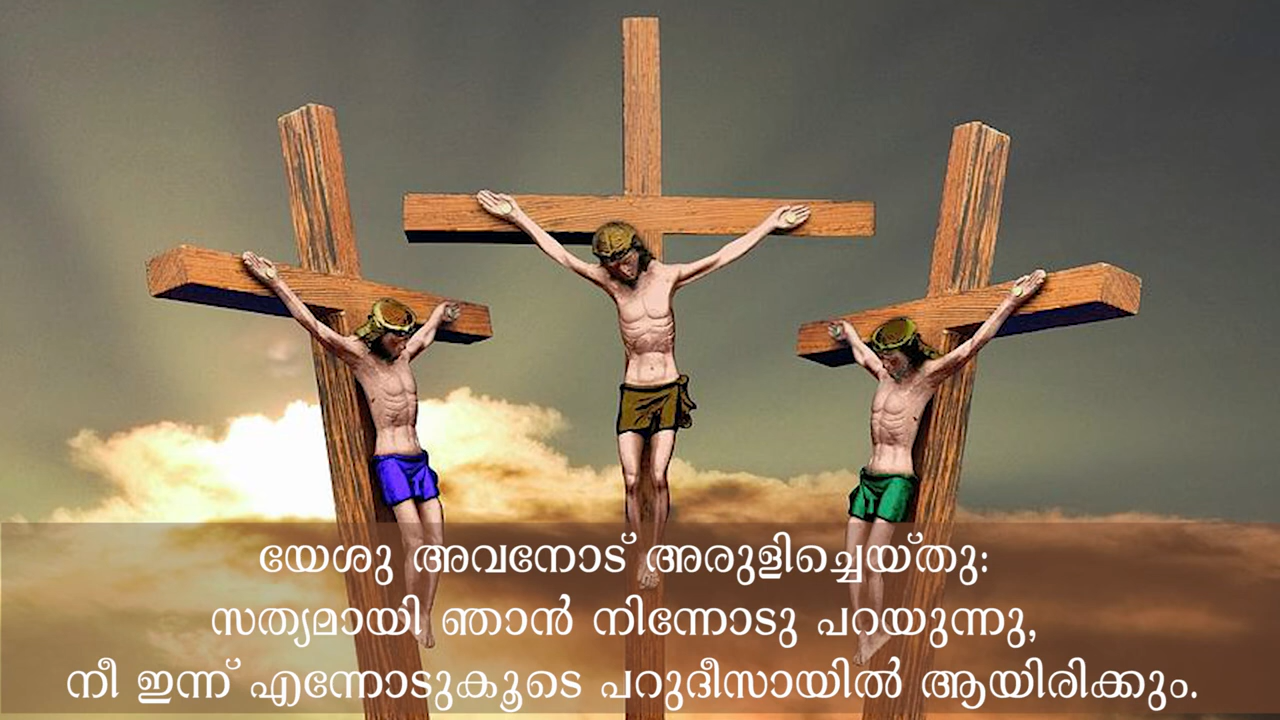 യേശു അവനോട് അരുളിച്ചെയ്തു:
സത്യമായി ഞാൻ നിന്നോടു പറയുന്നു,
നീ ഇന്ന് എന്നോടുകൂടെ പറുദീസായിൽ ആയിരിക്കും.